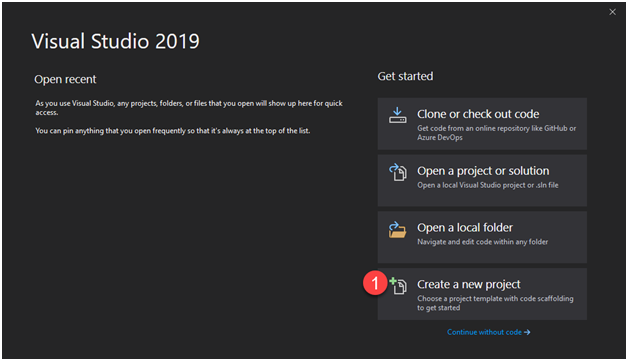 Visual Studio 2019
Open recent
As you use Visual Studio, any projects, folders, or files that you open will show up here for quick
access.
You can pin anything that you open frequently so that it's always at the top of the list.
Get started
Clone or check out code
Get code from an online repository like GitHub or
Azure DevOps
Open a project or solution
Open a local Visual Studio project or .sln file
Open a local folder
Navigate and edit code within any folder
1
Create a new project
Choose a project template with code scaffolding
to get started
Continue without code →